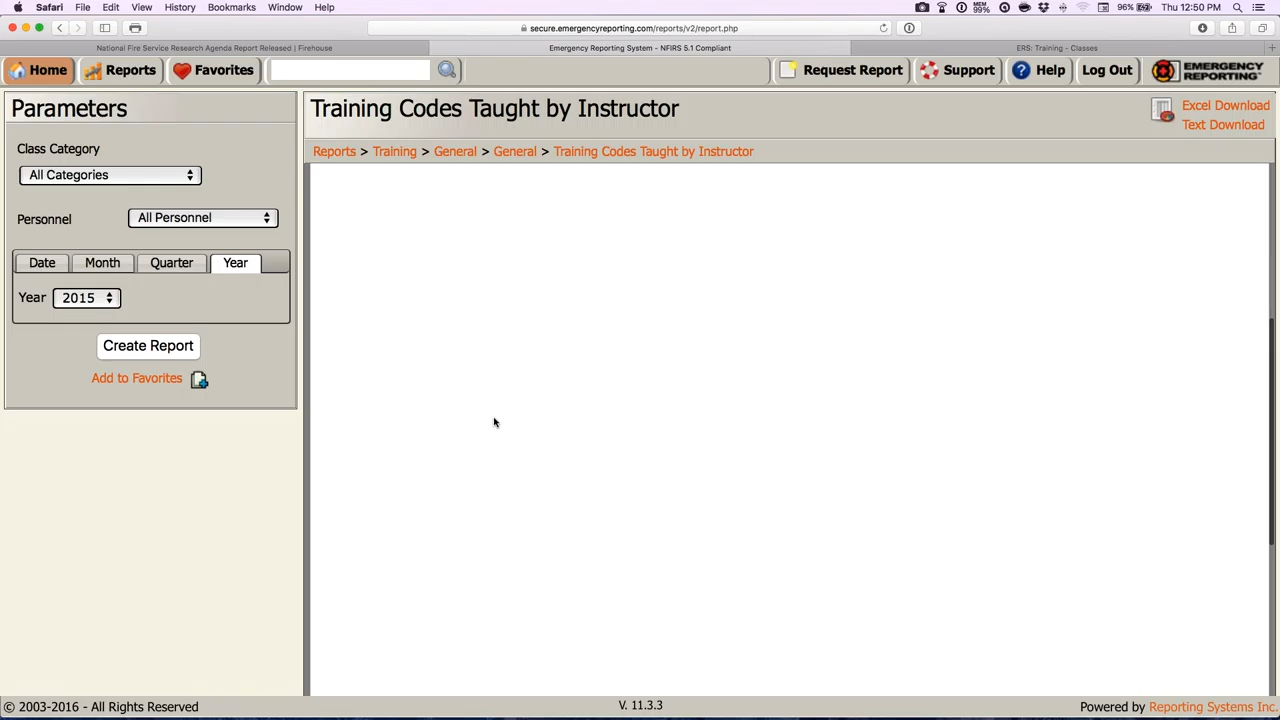 Safari File Edit View History Bookmarks Window Help MEM 99% 96% Thu 12:50 PM
secure.emergencyreporting.com/reports/v2/report.php
National Fire Service Research Agenda Report Released | Firehouse
Emergency Reporting System - NFIRS 5.1 Compliant
ERS: Training - Classes
Home Reports Favorites Request Report Support Help Log Out EMERGENCY REPORTING
Parameters
Class Category
All Categories
Personnel All Personnel
Date Month Quarter Year
Year 2015
Create Report
Add to Favorites
Training Codes Taught by Instructor
Excel Download
Text Download
Reports > Training > General > General > Training Codes Taught by Instructor
© 2003-2016 - All Rights Reserved
V. 11.3.3
Powered by Reporting Systems Inc.